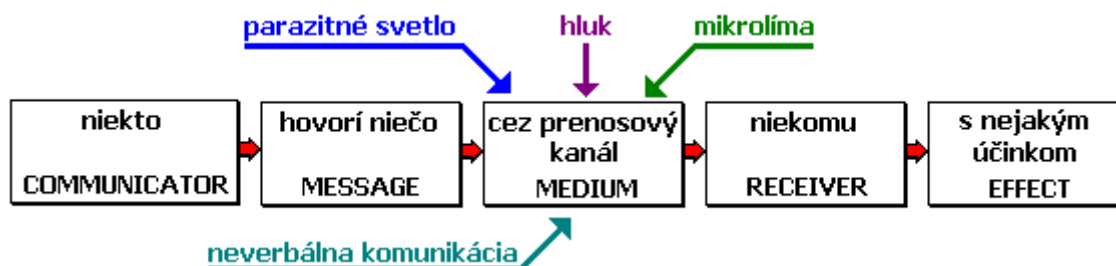 parazitné svetlo
hluk
mikrolíma
niekto
COMMUNICATOR
hovorí niečo
MESSAGE
cez prenosový
kanál
MEDIUM
niekomu
RECEIVER
s nejakým
účinkom
EFFECT
neverbálna komunikácia